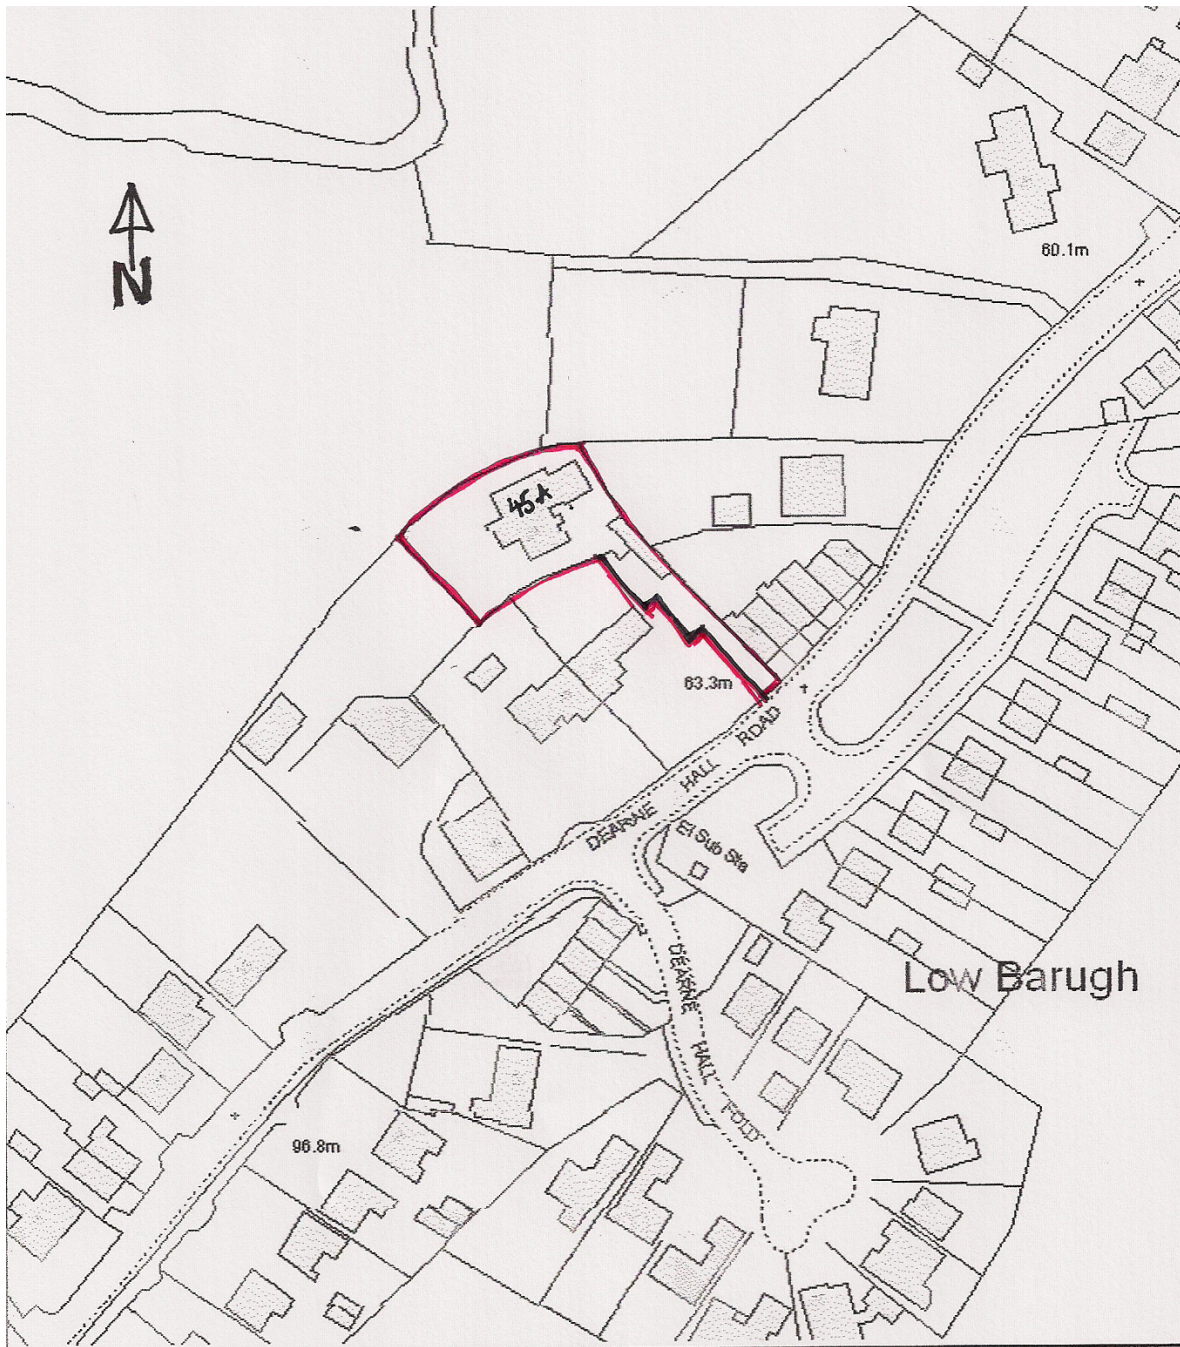 N
60.1m
45A
63.3m
DEARNE HALL ROAD
El Sub Sta
DEARNE HALL FOLD
Low Barugh
96.8m